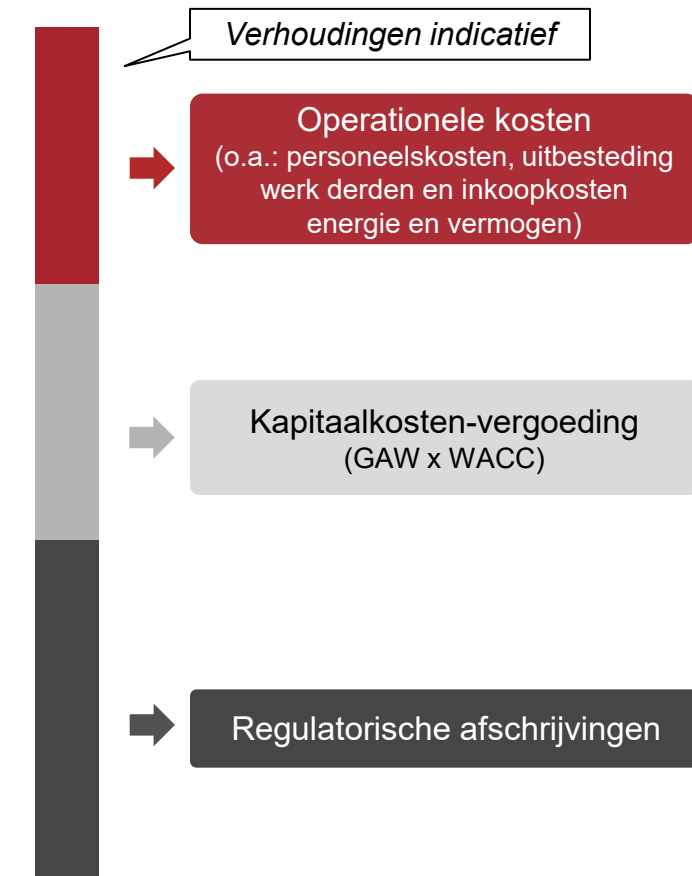 Verhoudingen indicatief
Operationele kosten
(o.a.: personeelskosten, uitbesteding
werk derden en inkoopkosten
energie en vermogen)
Kapitaalkosten-vergoeding
(GAW x WACC)
Regulatorische afschrijvingen